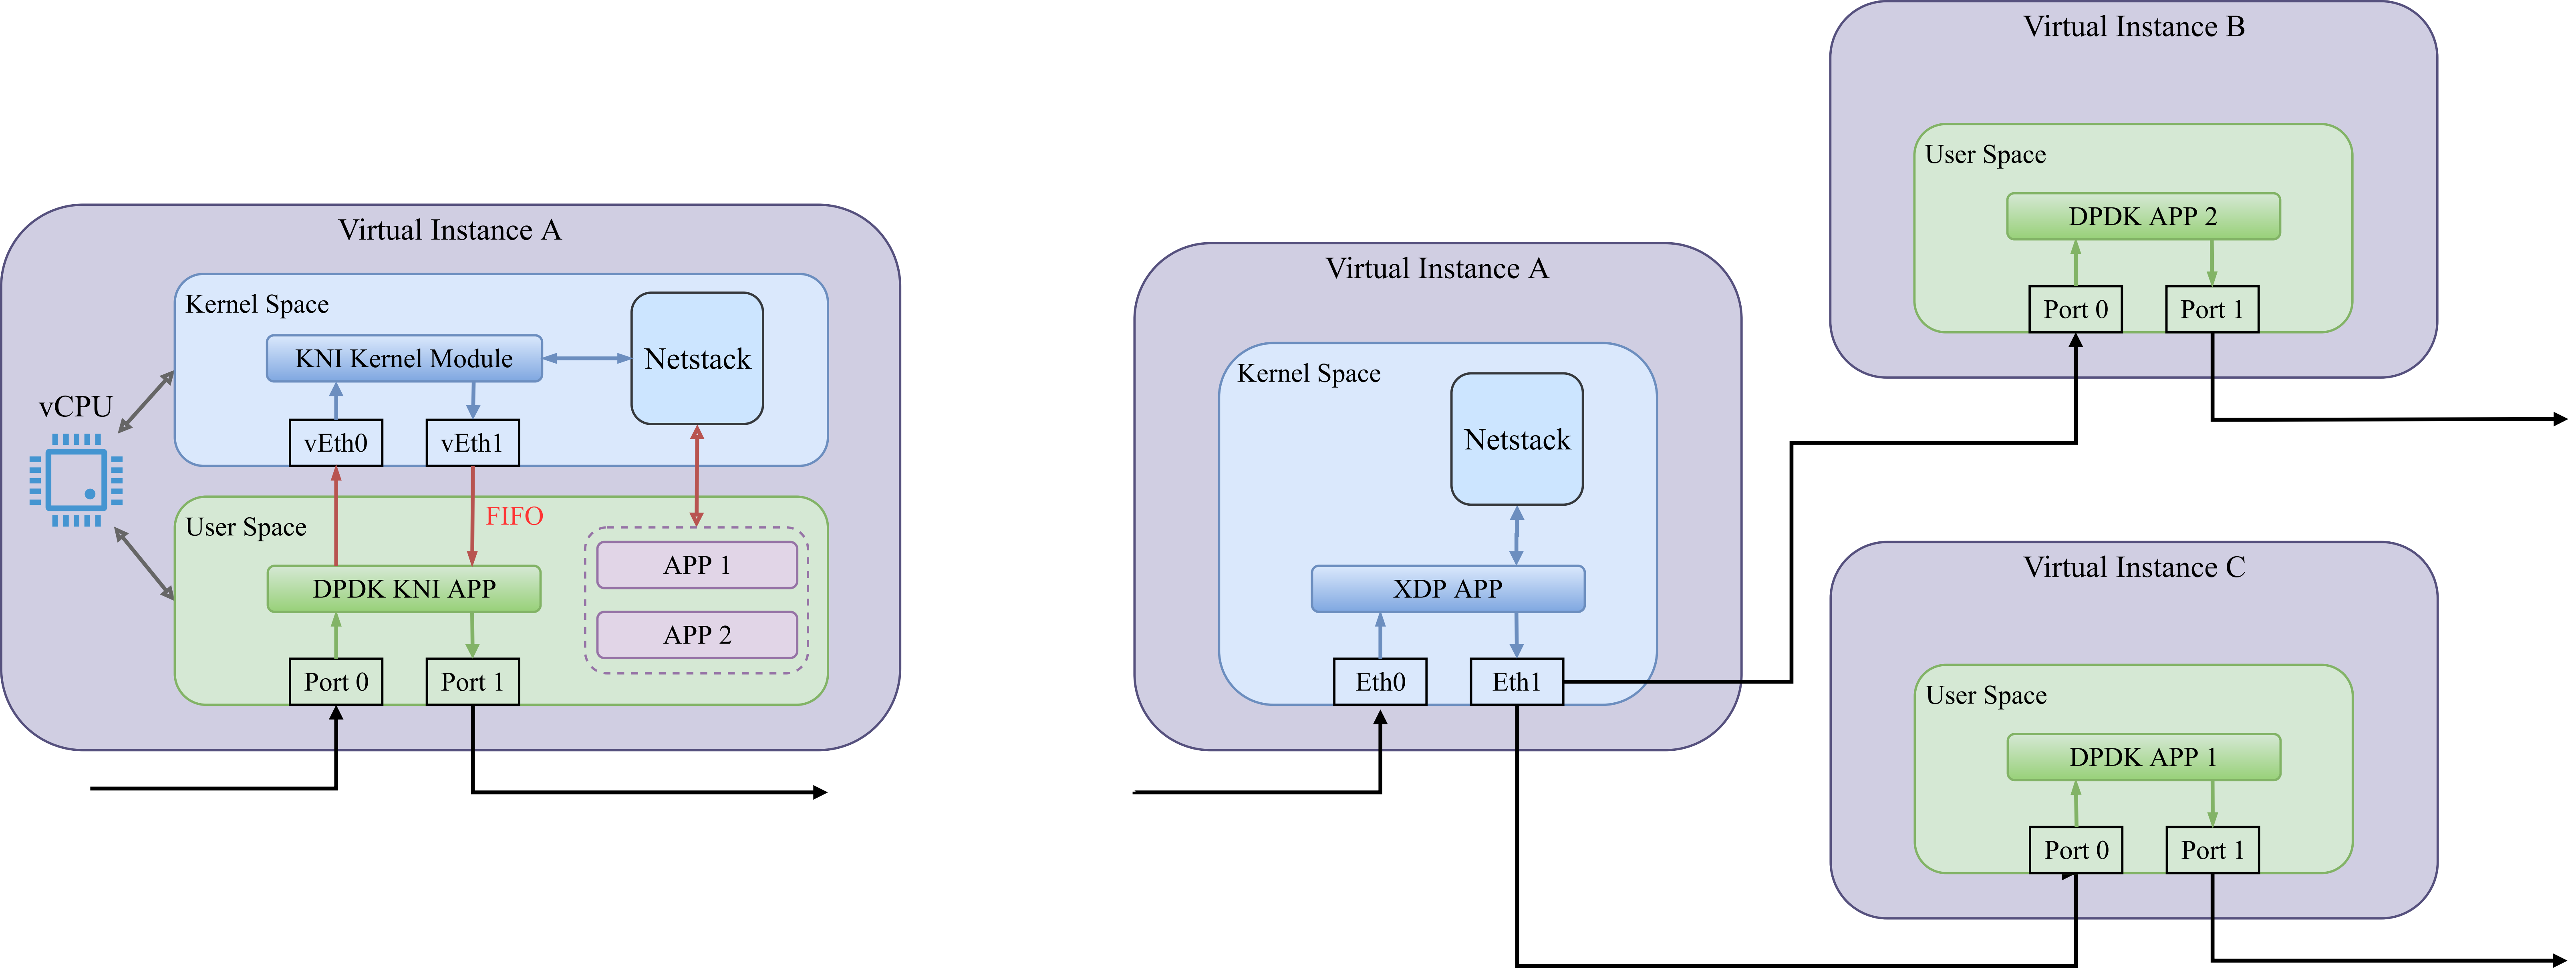 Virtual Instance A
Kernel Space
KNI Kernel Module
Netstack
vEth0
vEth1
vCPU
User Space
FIFO
DPDK KNI APP
APP 1
APP 2
Port 0
Port 1
Virtual Instance A
Kernel Space
Netstack
XDP APP
Eth0
Eth1
Virtual Instance B
User Space
DPDK APP 2
Port 0
Port 1
Virtual Instance C
User Space
DPDK APP 1
Port 0
Port 1